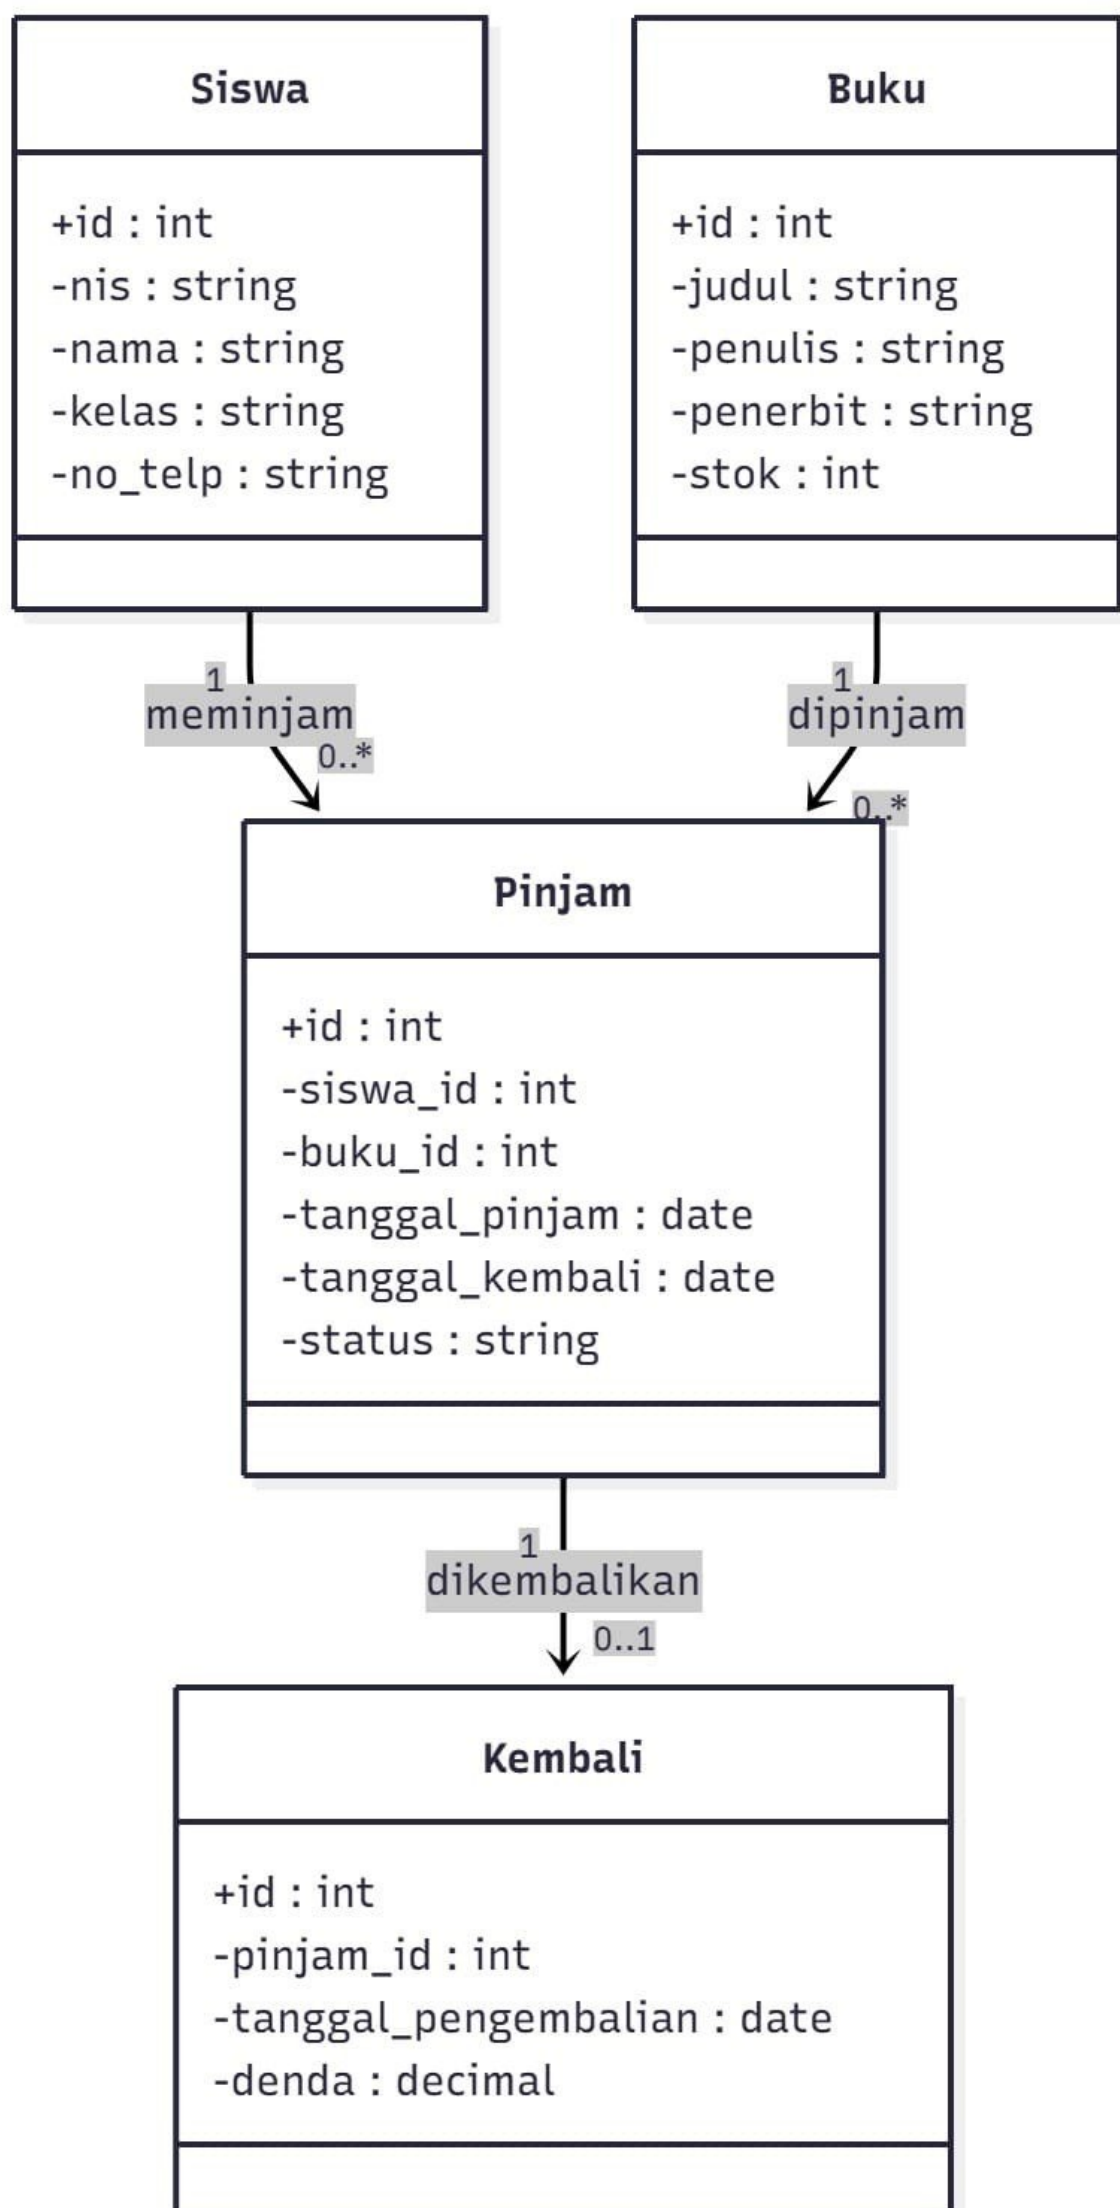 Siswa
+id : int
-nis : string
-nama : string
-kelas : string
-no_telp : string
Buku
+id : int
-judul : string
-penulis : string
-penerbit : string
-stok : int
1
meminjam
0..*
1
dipinjam
0..*
Pinjam
+id : int
-siswa_id : int
-buku_id : int
-tanggal_pinjam : date
-tanggal_kembali : date
-status : string
1
dikembalikan
0..1
Kembali
+id : int
-pinjam_id : int
-tanggal_pengembalian : date
-denda : decimal